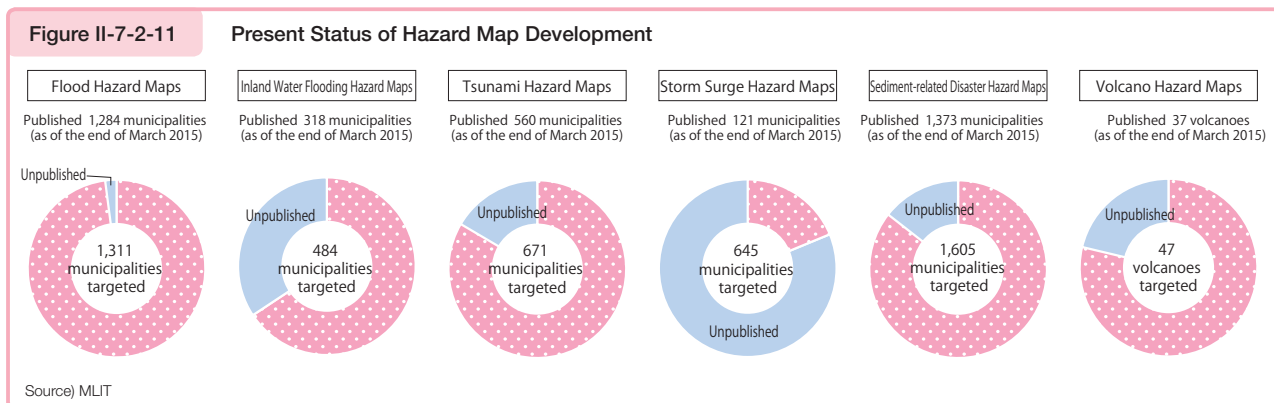 Figure II-7-2-11 Present Status of Hazard Map Development
Flood Hazard Maps
Published 1,284 municipalities
(as of the end of March 2015)
Unpublished
1,311
municipalities
targeted
Inland Water Flooding Hazard Maps
Published 318 municipalities
(as of the end of March 2015)
Unpublished
484
municipalities
targeted
Tsunami Hazard Maps
Published 560 municipalities
(as of the end of March 2015)
Unpublished
671
municipalities
targeted
Storm Surge Hazard Maps
Published 121 municipalities
(as of the end of March 2015)
645
municipalities
targeted
Unpublished
Sediment-related Disaster Hazard Maps
Published 1,373 municipalities
(as of the end of March 2015)
Unpublished
1,605
municipalities
targeted
Volcano Hazard Maps
Published 37 volcanoes
(as of the end of March 2015)
Unpublished
47
volcanoes
targeted
Source) MLIT